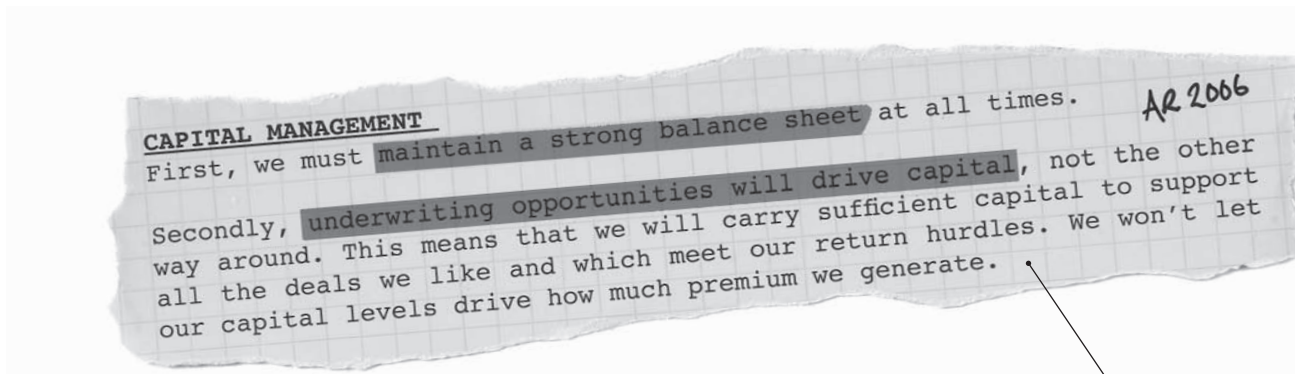 CAPITAL MANAGEMENT
First, we must maintain a strong balance sheet at all times.
AR 2006
Secondly, underwriting opportunities will drive capital, not the other
way around. This means that we will carry sufficient capital to support
all the deals we like and which meet our return hurdles. We won't let
our capital levels drive how much premium we generate.